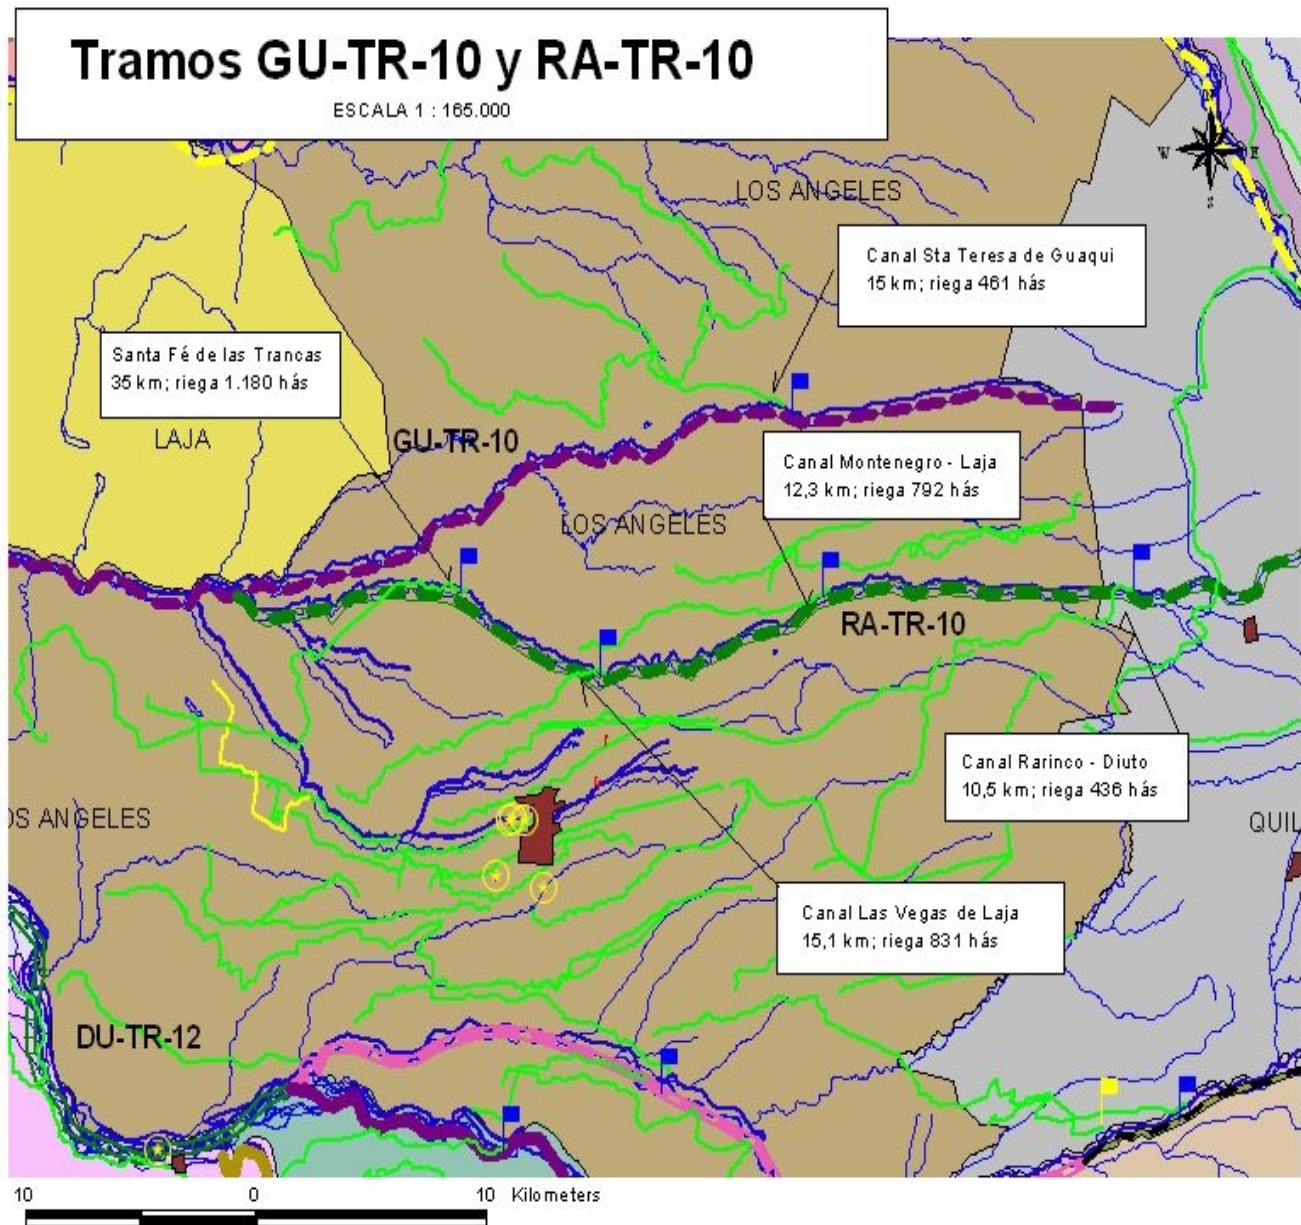 Tramos GU-TR-10 y RA-TR-10
ESCALA 1 : 165.000
N
W
E
S
LOS ANGELES
Canal Sta Teresa de Guaqui
15 km; riega 461 hás
Santa Fé de las Trancas
35 km; riega 1.180 hás
LAJA
GU-TR-10
Canal Montenegro - Laja
12,3 km; riega 792 hás
LOS ANGELES
RA-TR-10
Canal Rarinco - Diuto
10,5 km; riega 436 hás
OS ANGELES
QUIL
Canal Las Vegas de Laja
15,1 km; riega 831 hás
DU-TR-12
10 0 10 Kilometers